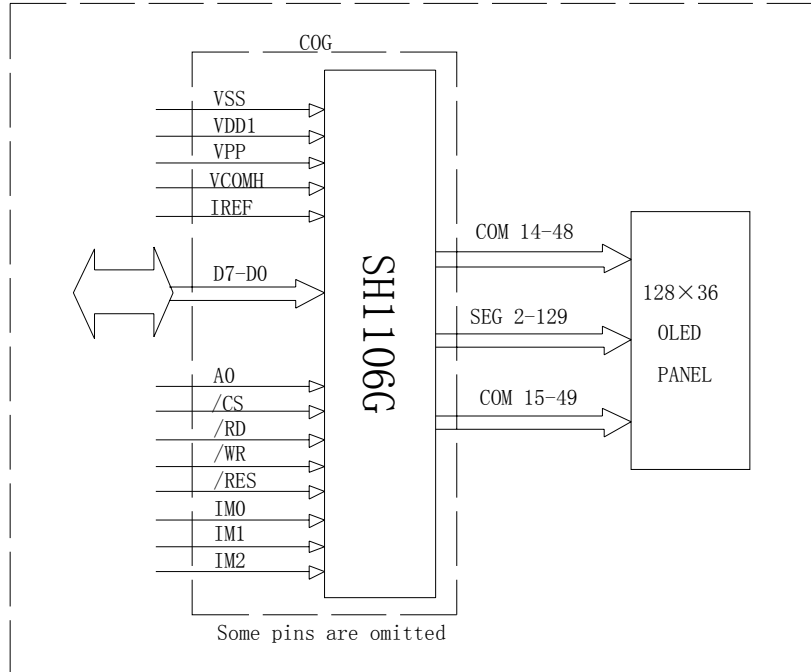 COG
VSS
VDD1
VPP
VCOMH
IREF
D7-D0
A0
/CS
/RD
/WR
/RES
IM0
IM1
IM2
SH1106G
COM 14-48
SEG 2-129
COM 15-49
128×36
OLED
PANEL
Some pins are omitted